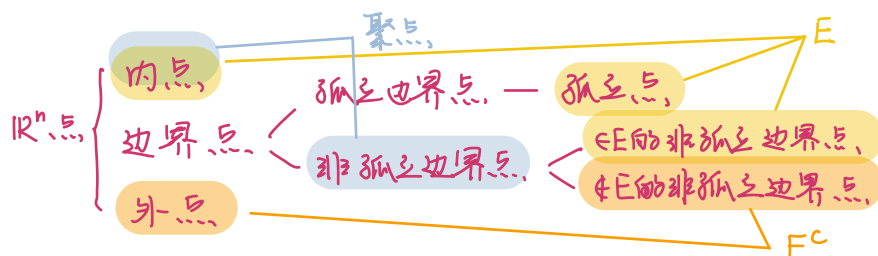 聚点
E
内点
孤立边界点 — 孤立点
ℝⁿ点
边界点
∈E的非孤立边界点
非孤立边界点
∉E的非孤立边界点
外点
Eᶜ